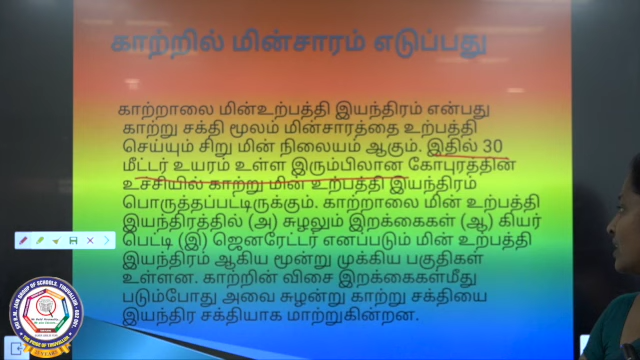 காற்றில் மின்சாரம் எடுப்பது
காற்றாலை மின்உற்பத்தி இயந்திரம் என்பது
காற்று சக்தி மூலம் மின்சாரத்தை உற்பத்தி
செய்யும் சிறு மின் நிலையம் ஆகும். இதில் 30
மீட்டர் உயரம் உள்ள இரும்பிலான கோபுரத்தின்
உச்சியில் காற்று மின் உற்பத்தி இயந்திரம்
பொருத்தப்பட்டிருக்கும். காற்றாலை மின் உற்பத்தி
இயந்திரத்தில் (அ) சுழலும் இறக்கைகள் (ஆ) கியர்
பெட்டி (இ) ஜெனரேட்டர் எனப்படும் மின் உற்பத்தி
இயந்திரம் ஆகிய மூன்று முக்கிய பகுதிகள்
உள்ளன. காற்றின் விசை இறக்கைகள்மீது
படும்போது அவை சுழன்று காற்று சக்தியை
இயந்திர சக்தியாக மாற்றுகின்றன.